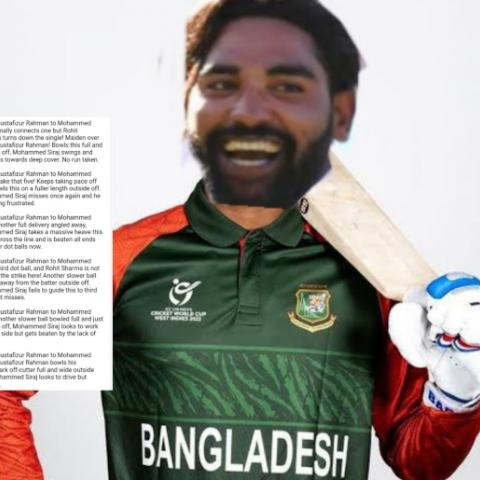 ustafizur Rahman to Mohammed
nally connects one but Rohit
turns down the single! Maiden over
ustafizur Rahman! Bowls this full and
off, Mohammed Siraj swings and
s towards deep cover. No run taken.
ustafizur Rahman to Mohammed
ake that five! Keeps taking pace off
wls this on a fuller length outside off.
med Siraj misses once again and he
ng frustrated.
ustafizur Rahman to Mohammed
nother full delivery angled away,
med Siraj takes a massive heave this
cross the line and is beaten all ends
r dot balls now.
ustafizur Rahman to Mohammed
hird dot ball, and Rohit Sharma is not
the strike here! Another slower ball
away from the batter outside off.
med Siraj fails to guide this to third
t misses.
ustafizur Rahman to Mohammed
nother slower ball bowled full and just
off, Mohammed Siraj looks to work
side but gets beaten by the lack of
ustafizur Rahman to Mohammed
ustafizur Rahman bowls his
ark off-cutter full and wide outside
hammed Siraj looks to drive but
CRICKET WORLD CUP
WEST INDIES 2022
BANGLADESH